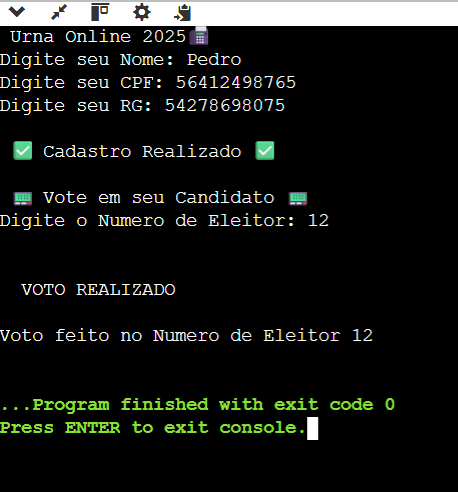 Urna Online 2025📠
Digite seu Nome: Pedro
Digite seu CPF: 56412498765
Digite seu RG: 54278698075
✅ Cadastro Realizado ✅
📟 Vote em seu Candidato 📟
Digite o Numero de Eleitor: 12
VOTO REALIZADO
Voto feito no Numero de Eleitor 12
...Program finished with exit code 0
Press ENTER to exit console.